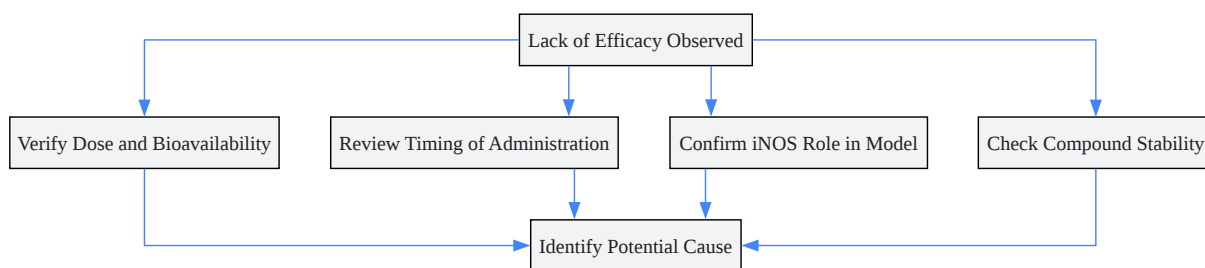 Lack of Efficacy Observed
Verify Dose and Bioavailability
Review Timing of Administration
Confirm iNOS Role in Model
Check Compound Stability
Identify Potential Cause